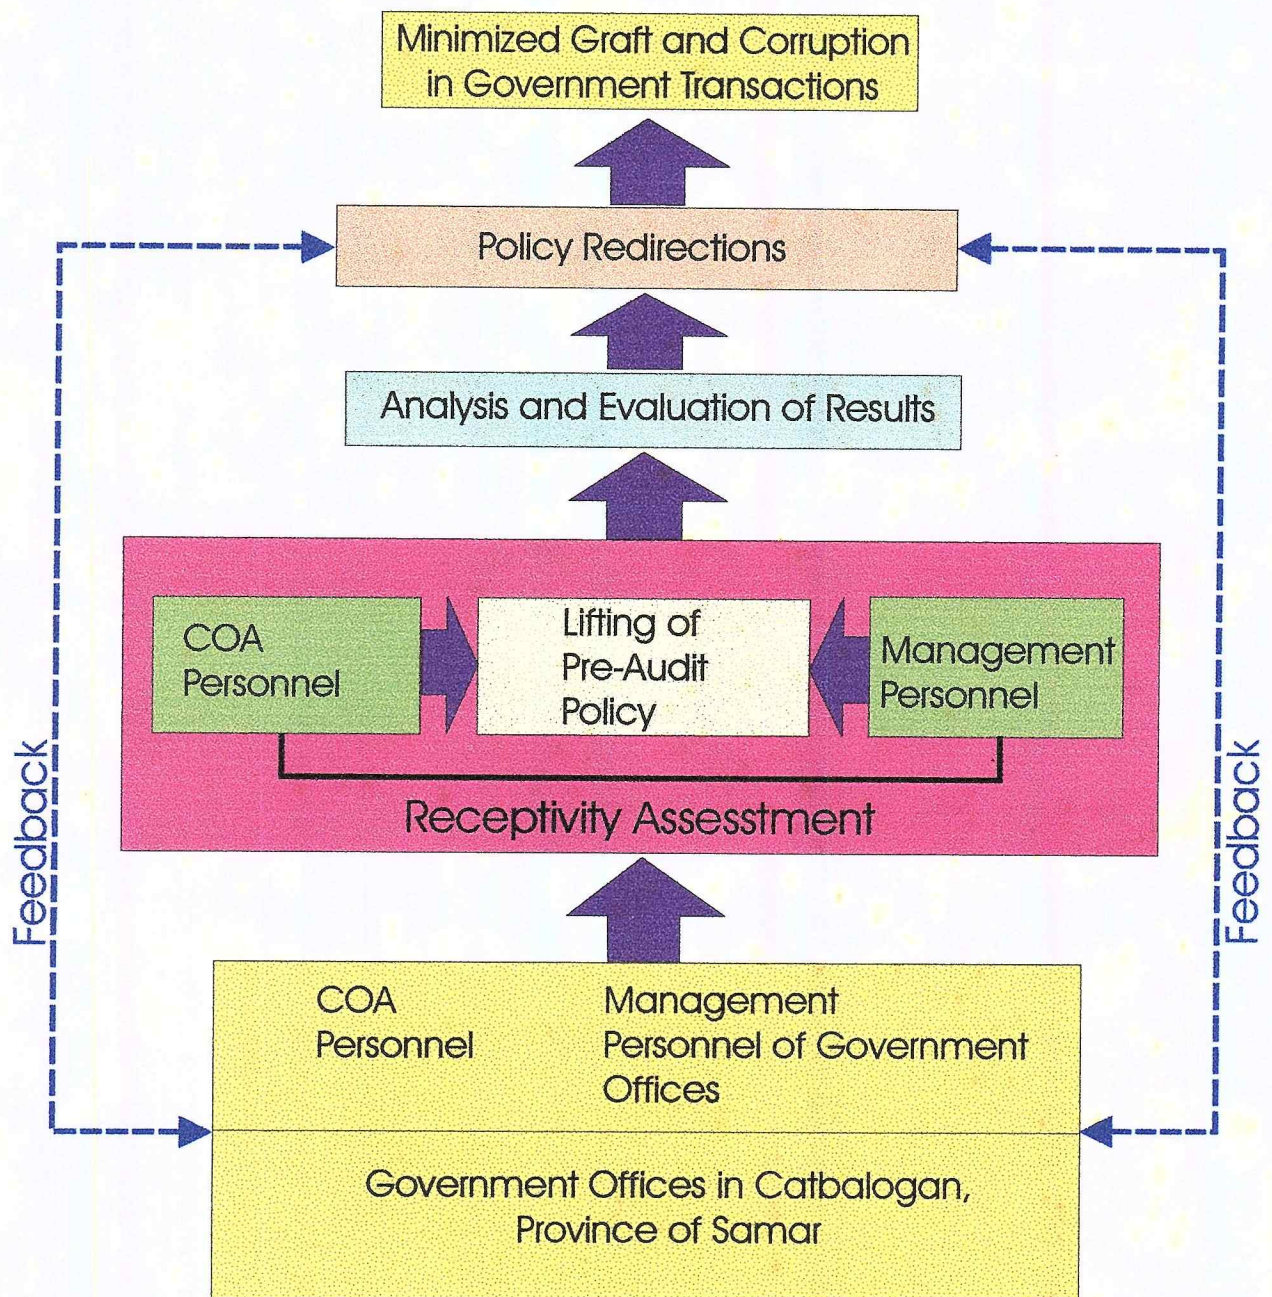 Minimized Graft and Corruption
in Government Transactions
Policy Redirections
Analysis and Evaluation of Results
COA
Personnel
Lifting of
Pre-Audit
Policy
Management
Personnel
Receptivity Assesstment
Feedback
Feedback
COA
Personnel
Management
Personnel of Government
Offices
Government Offices in Catbalogan,
Province of Samar